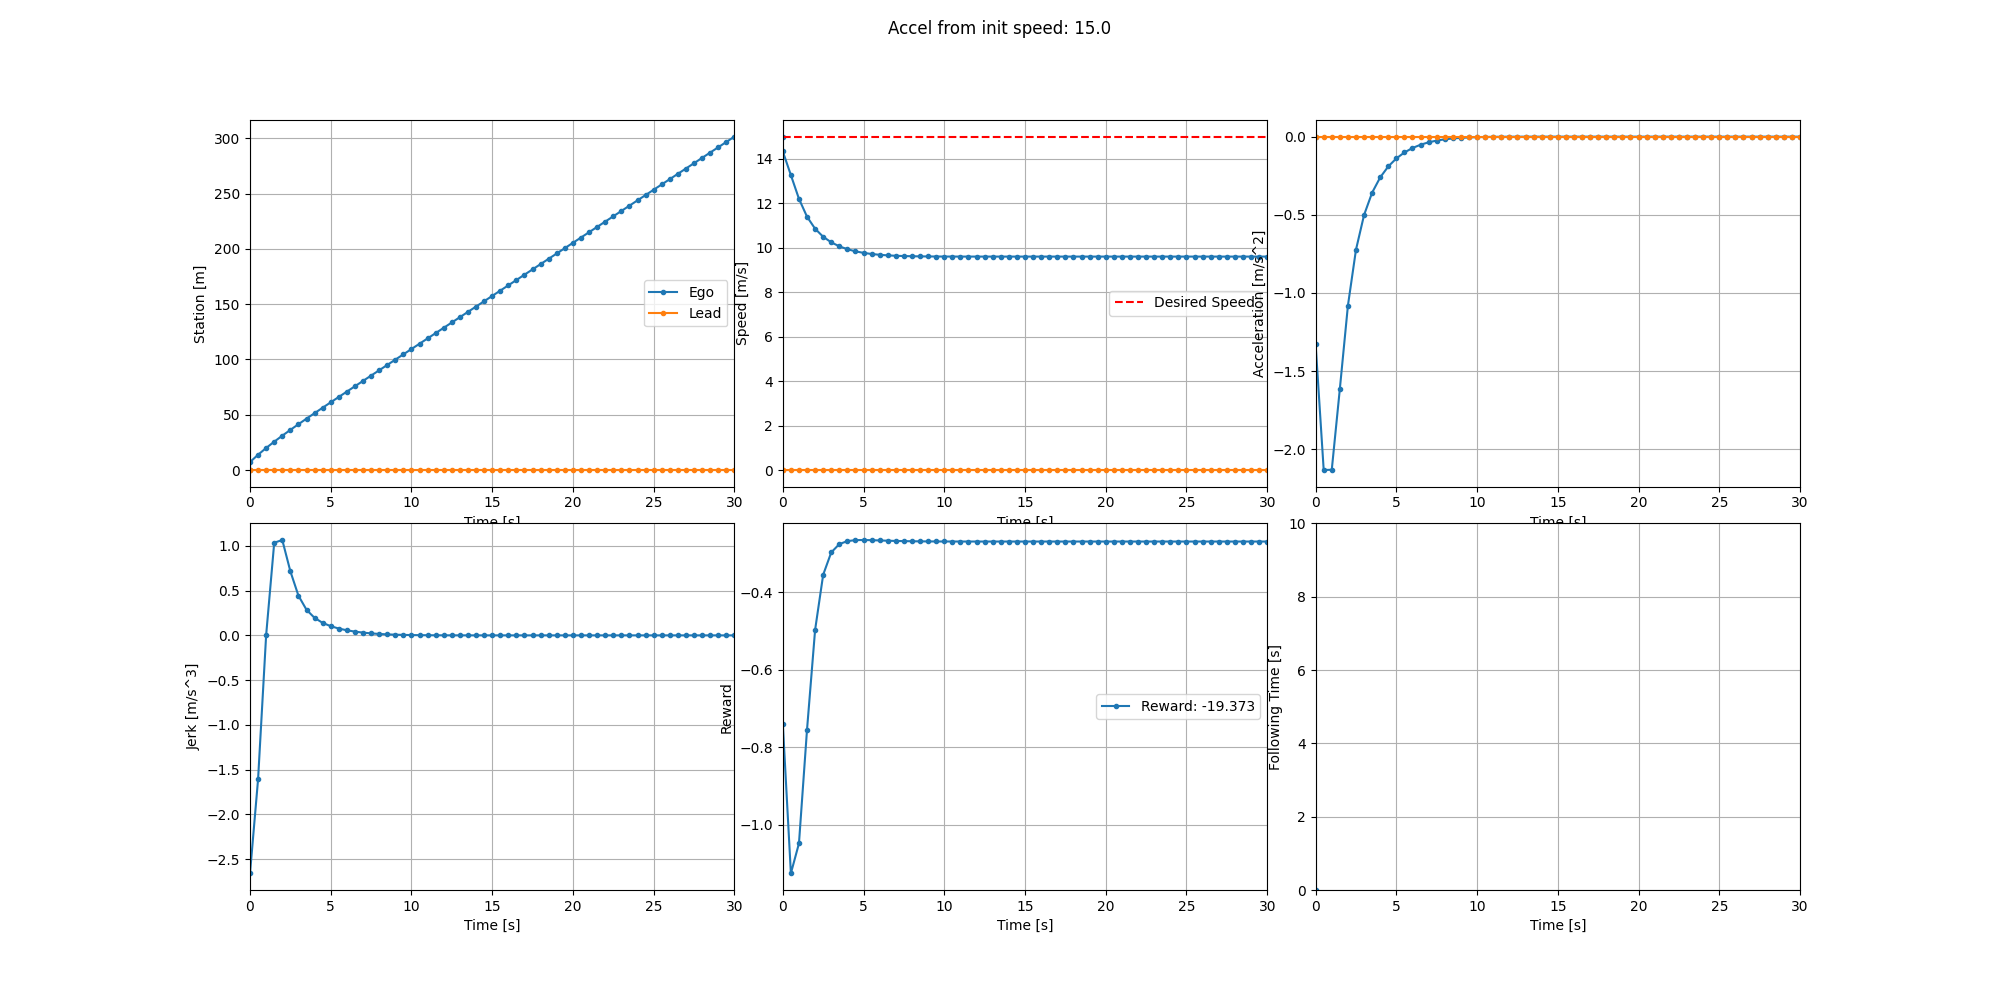 Accel from init speed: 15.0
Station [m]
300
250
200
150
100
50
0
Ego
Lead
0 5 10 15 20 25 30
Time [s]
Speed [m/s]
14
12
10
8
6
4
2
0
Desired Speed
0 5 10 15 20 25 30
Time [s]
Acceleration [m/s^2]
0.0
−0.5
−1.0
−1.5
−2.0
0 5 10 15 20 25 30
Time [s]
Jerk [m/s^3]
1.0
0.5
0.0
−0.5
−1.0
−1.5
−2.0
−2.5
0 5 10 15 20 25 30
Time [s]
Reward
−0.4
−0.6
−0.8
−1.0
Reward: -19.373
0 5 10 15 20 25 30
Time [s]
Following Time [s]
10
8
6
4
2
0
0 5 10 15 20 25 30
Time [s]